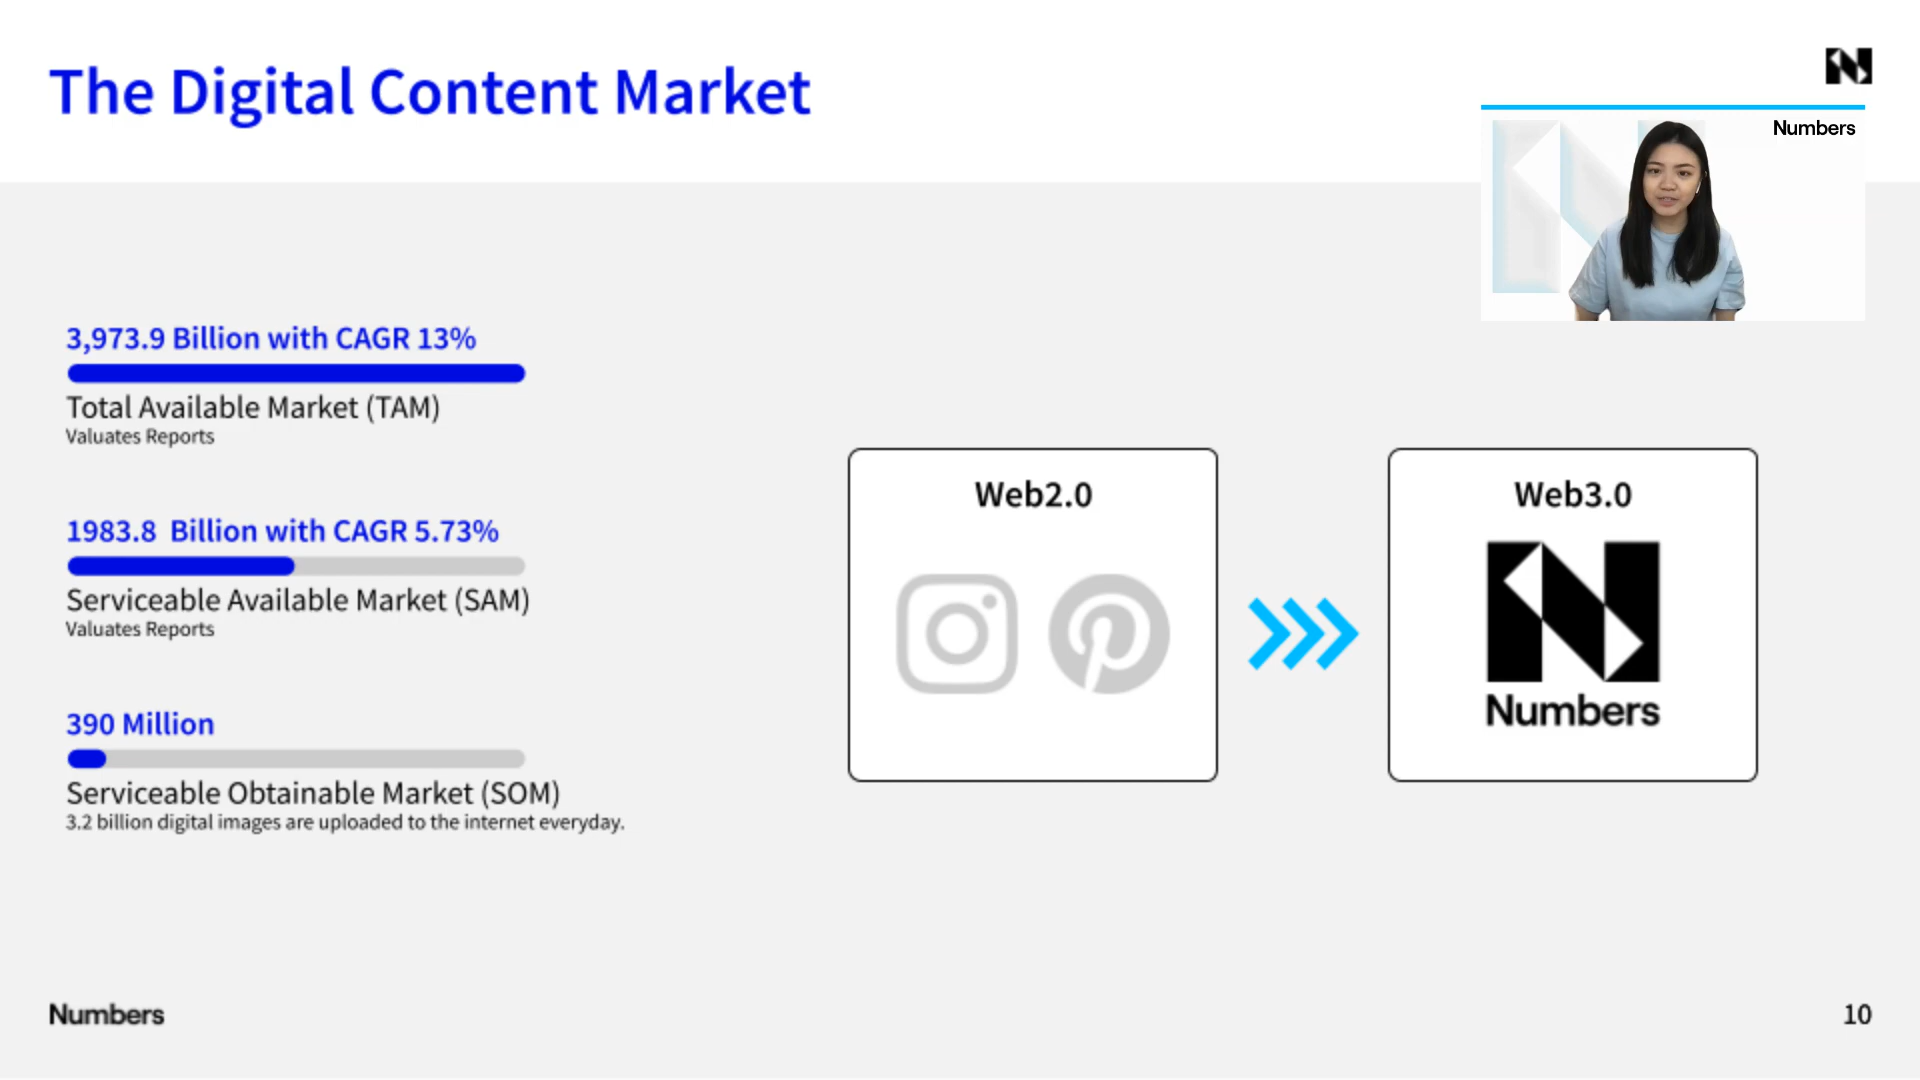 The Digital Content Market
Numbers
3,973.9 Billion with CAGR 13%
Total Available Market (TAM)
Valuates Reports
1983.8  Billion with CAGR 5.73%
Serviceable Available Market (SAM)
Valuates Reports
390 Million
Serviceable Obtainable Market (SOM)
3.2 billion digital images are uploaded to the internet everyday.
Web2.0
Web3.0
Numbers
Numbers
10